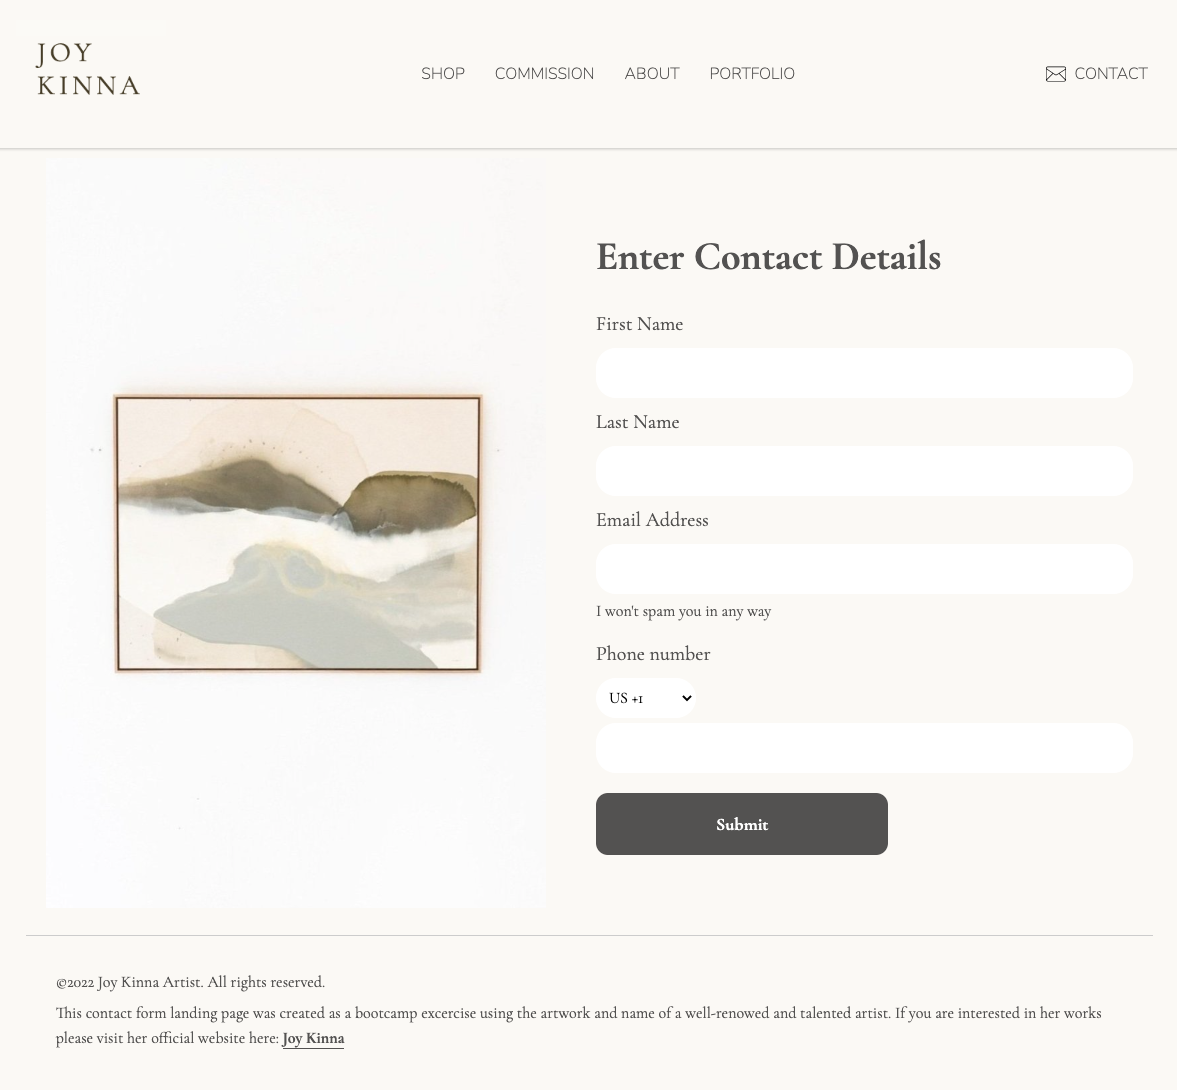 JOY
KINNA
SHOP COMMISSION ABOUT PORTFOLIO CONTACT
Enter Contact Details
First Name
Last Name
Email Address
I won't spam you in any way
Phone number
US +1
Submit
©2022 Joy Kinna Artist. All rights reserved.
This contact form landing page was created as a bootcamp excercise using the artwork and name of a well-renowed and talented artist. If you are interested in her works
please visit her official website here: Joy Kinna